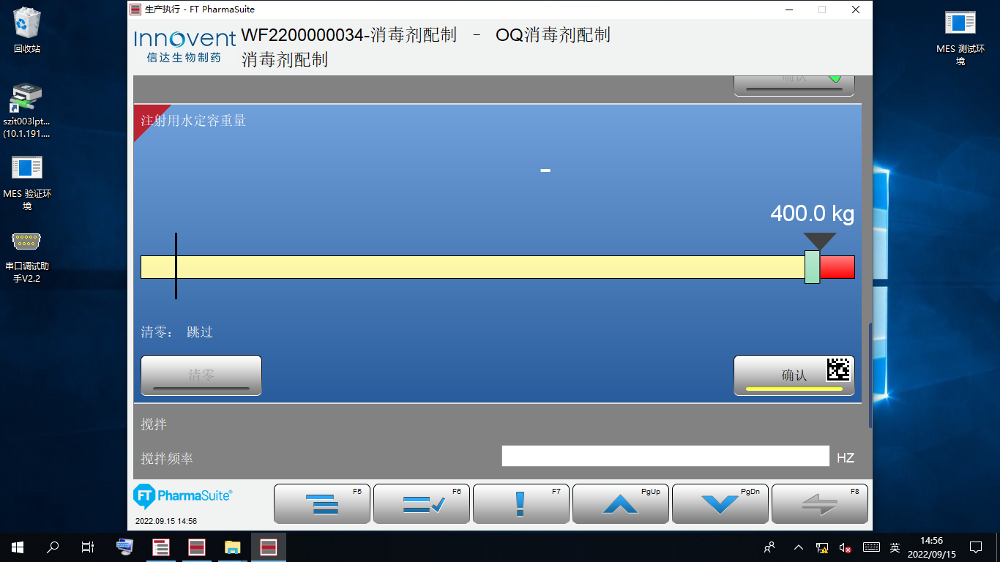 生产执行 - FT PharmaSuite
Innovent
信达生物制药
WF2200000034-消毒剂配制 - OQ消毒剂配制
消毒剂配制
确认
注射用水定容重量
-
400.0 kg
清零： 跳过
清零
确认
搅拌
搅拌频率
HZ
FT PharmaSuite®
2022.09.15 14:56
F5
F6
F7
PgUp
PgDn
F8
回收站
szit003lpt...
(10.1.191....
MES 验证环
境
串口调试助
手V2.2
MES 测试环
境
英
14:56
2022/09/15